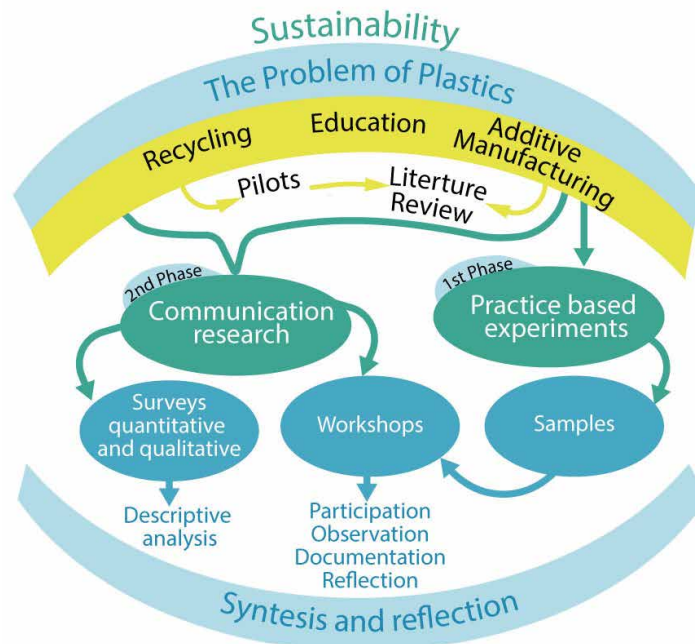 Sustainability
The Problem of Plastics
Recycling
Education
Additive
Manufacturing
Pilots
Literture
Review
2nd Phase
Communication
research
1st Phase
Practice based
experiments
Surveys
quantitative
and qualitative
Workshops
Samples
Descriptive
analysis
Participation
Observation
Documentation
Reflection
Syntesis and reflection